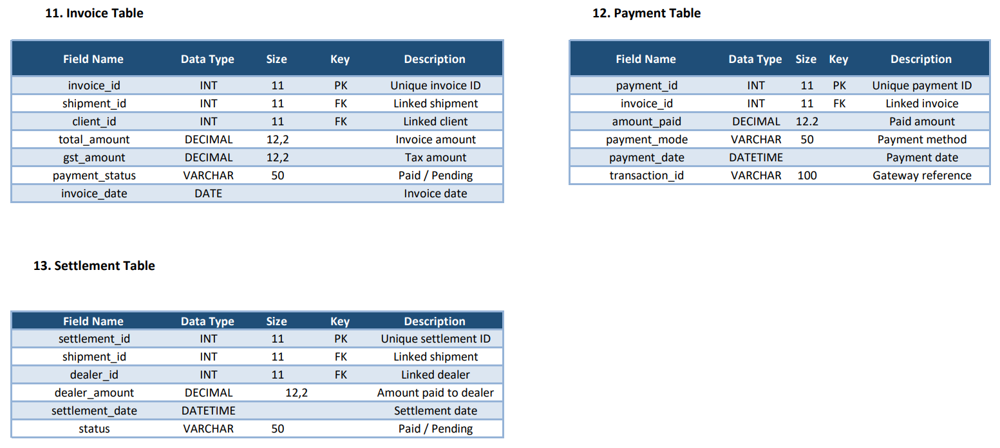 11. Invoice Table
Field Name Data Type Size Key Description
invoice_id INT 11 PK Unique invoice ID
shipment_id INT 11 FK Linked shipment
client_id INT 11 FK Linked client
total_amount DECIMAL 12,2 Invoice amount
gst_amount DECIMAL 12,2 Tax amount
payment_status VARCHAR 50 Paid / Pending
invoice_date DATE Invoice date
12. Payment Table
Field Name Data Type Size Key Description
payment_id INT 11 PK Unique payment ID
invoice_id INT 11 FK Linked invoice
amount_paid DECIMAL 12.2 Paid amount
payment_mode VARCHAR 50 Payment method
payment_date DATETIME Payment date
transaction_id VARCHAR 100 Gateway reference
13. Settlement Table
Field Name Data Type Size Key Description
settlement_id INT 11 PK Unique settlement ID
shipment_id INT 11 FK Linked shipment
dealer_id INT 11 FK Linked dealer
dealer_amount DECIMAL 12,2 Amount paid to dealer
settlement_date DATETIME Settlement date
status VARCHAR 50 Paid / Pending